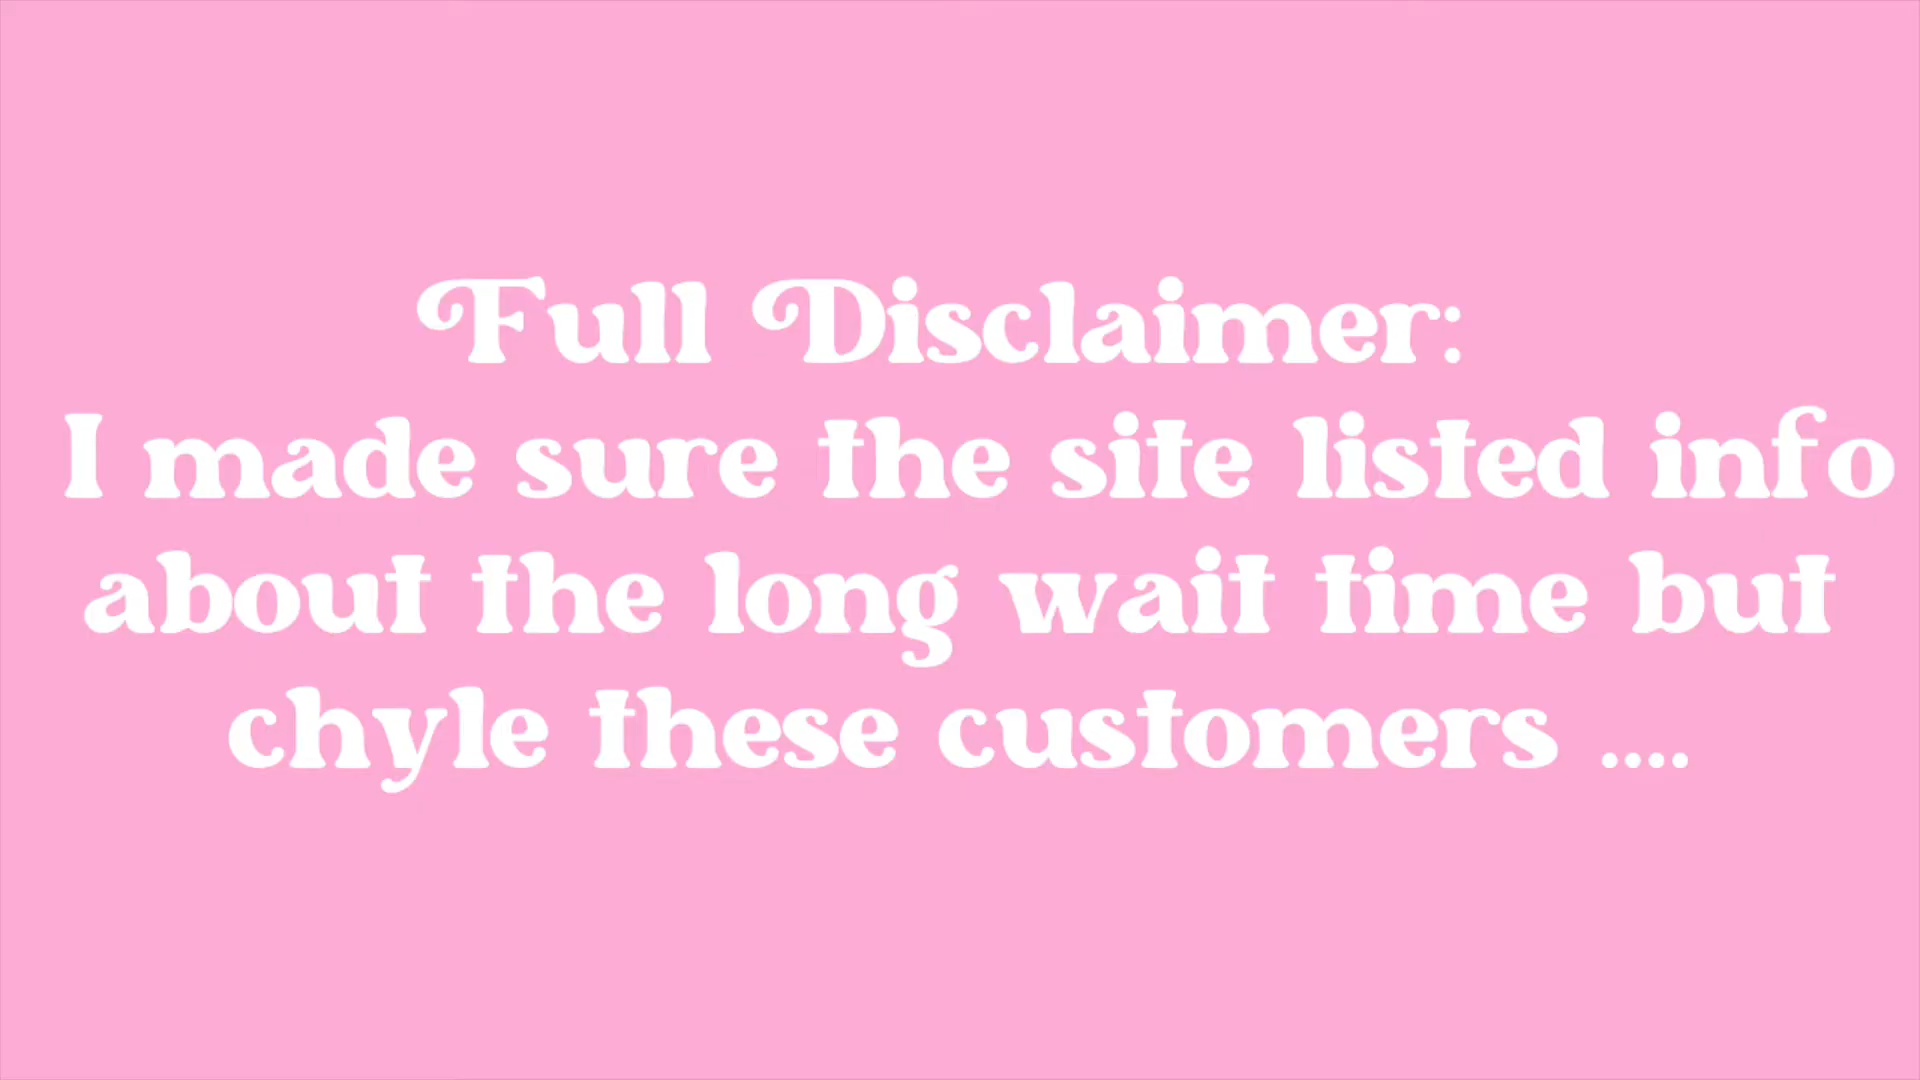 Full Disclaimer:
I made sure the site listed info
about the long wait time but
chyle these customers ....